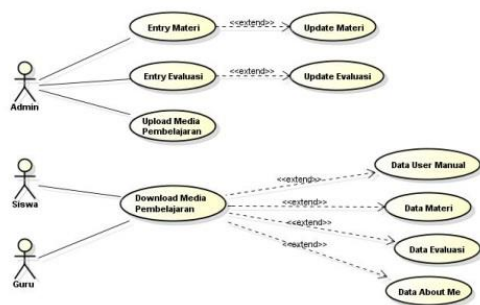 Entry Materi
<<extend>>
Update Materi
Entry Evaluasi
<<extend>>
Update Evaluasi
Admin
Upload Media
Pembelajaran
Data User Manual
<<extend>>
Siswa
Download Media
Pembelajaran
<<extend>>
Data Materi
<<extend>>
Data Evaluasi
<<extend>>
Guru
Data About Me